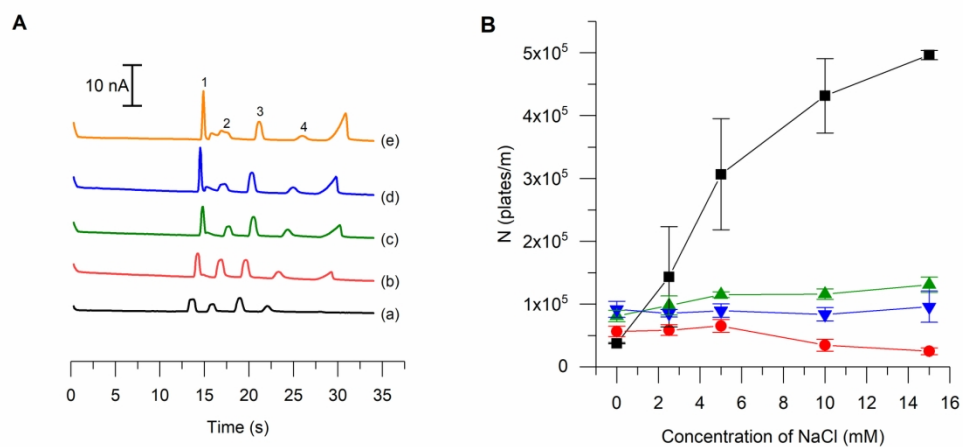 A
10 nA
1
2
3
4
(e)
(d)
(c)
(b)
(a)
0 5 10 15 20 25 30 35
Time (s)
B
N (plates/m)
5x10⁵
4x10⁵
3x10⁵
2x10⁵
1x10⁵
0
0 2 4 6 8 10 12 14 16
Concentration of NaCl (mM)